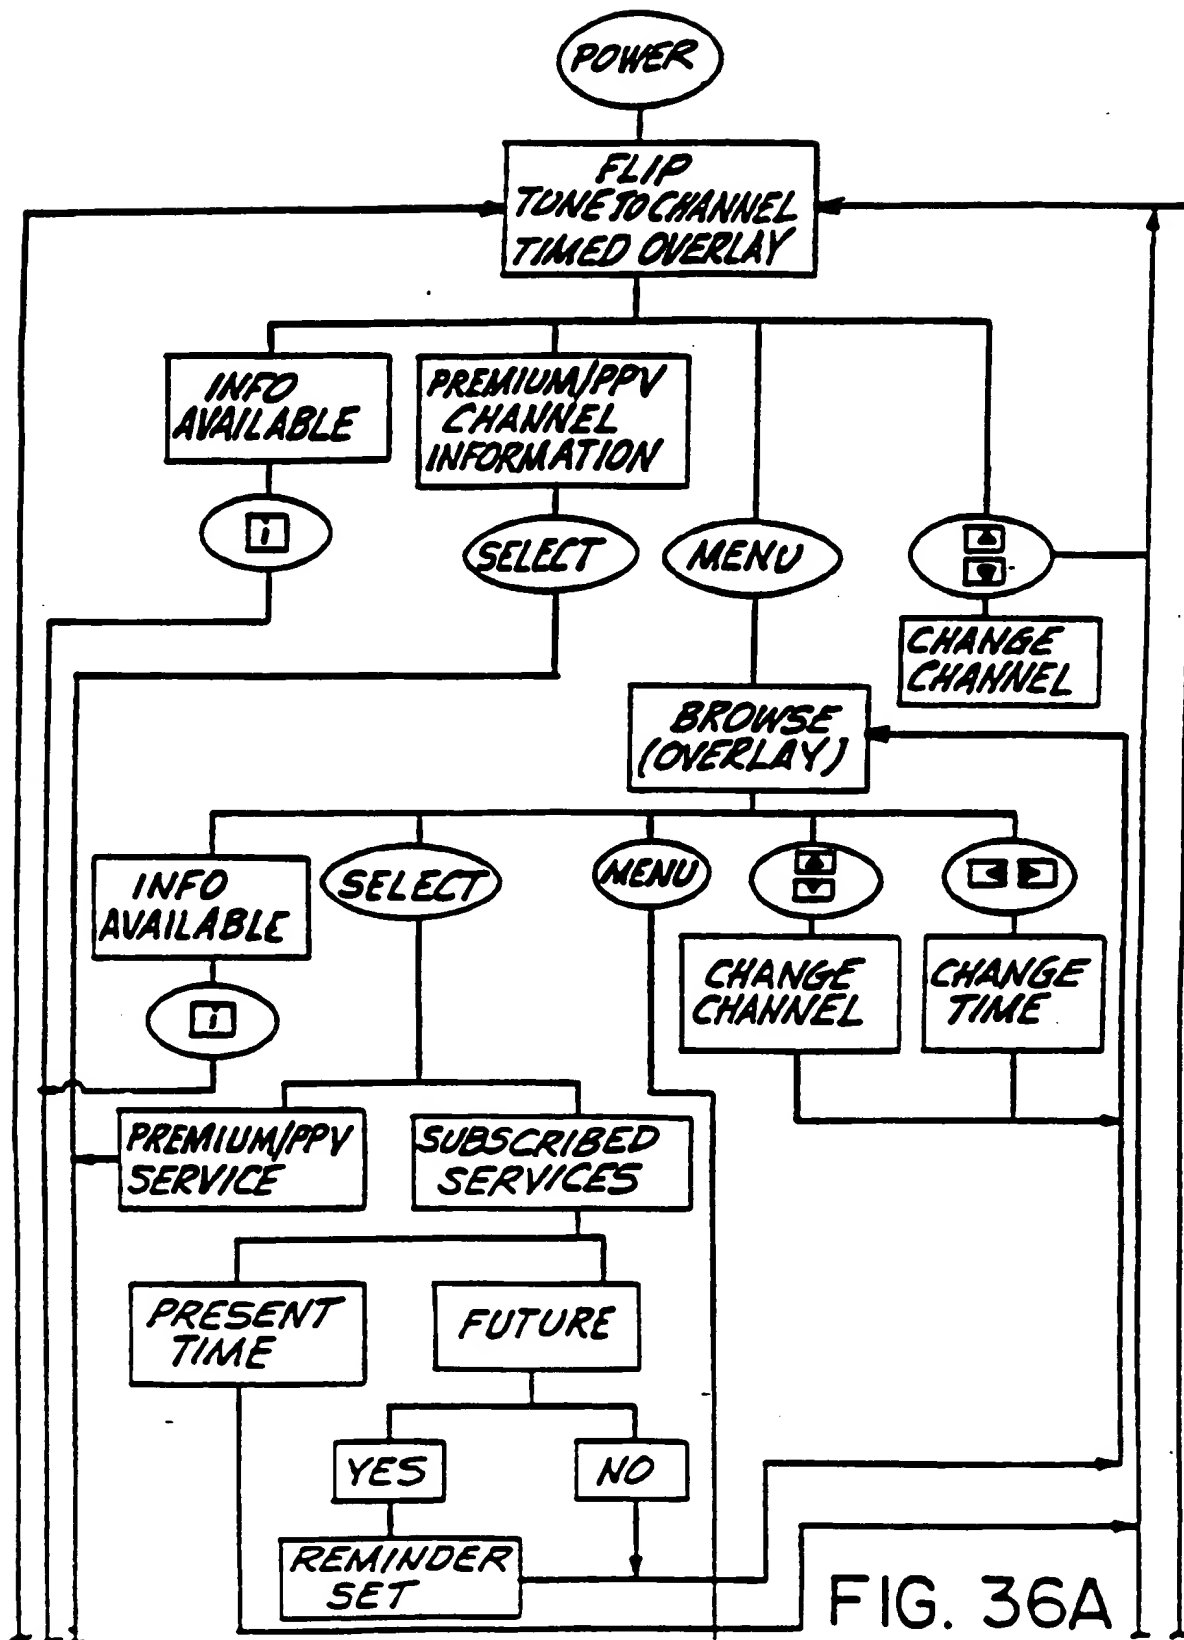 POWER
FLIP
TUNE TO CHANNEL
TIMED OVERLAY
INFO
AVAILABLE
PREMIUM/PPV
CHANNEL
INFORMATION
i
SELECT
MENU
CHANGE
CHANNEL
BROWSE
(OVERLAY)
INFO
AVAILABLE
SELECT
MENU
i
CHANGE
CHANNEL
CHANGE
TIME
PREMIUM/PPV
SERVICE
SUBSCRIBED
SERVICES
PRESENT
TIME
FUTURE
YES
NO
REMINDER
SET
FIG. 36A